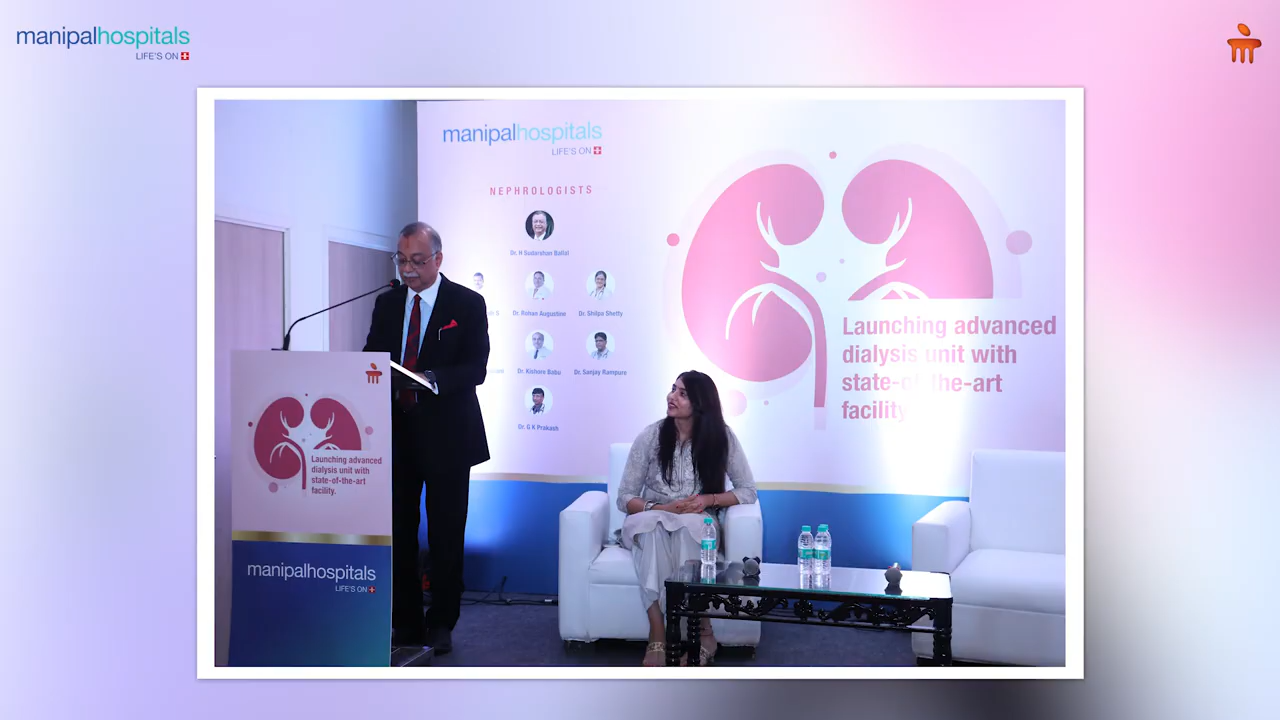 manipalhospitals
LIFE'S ON
manipalhospitals
LIFE'S ON
NEPHROLOGISTS
Dr. H Sudarshan Ballal
Dr. Rohan Augustine
Dr. Shilpa Shetty
Dr. Kishore Babu
Dr. Sanjay Rampure
Dr. G K Prakash
Launching advanced
dialysis unit with
state-of-the-art
facility
Launching advanced
dialysis unit with
state-of-the-art
facility.
manipalhospitals
LIFE'S ON